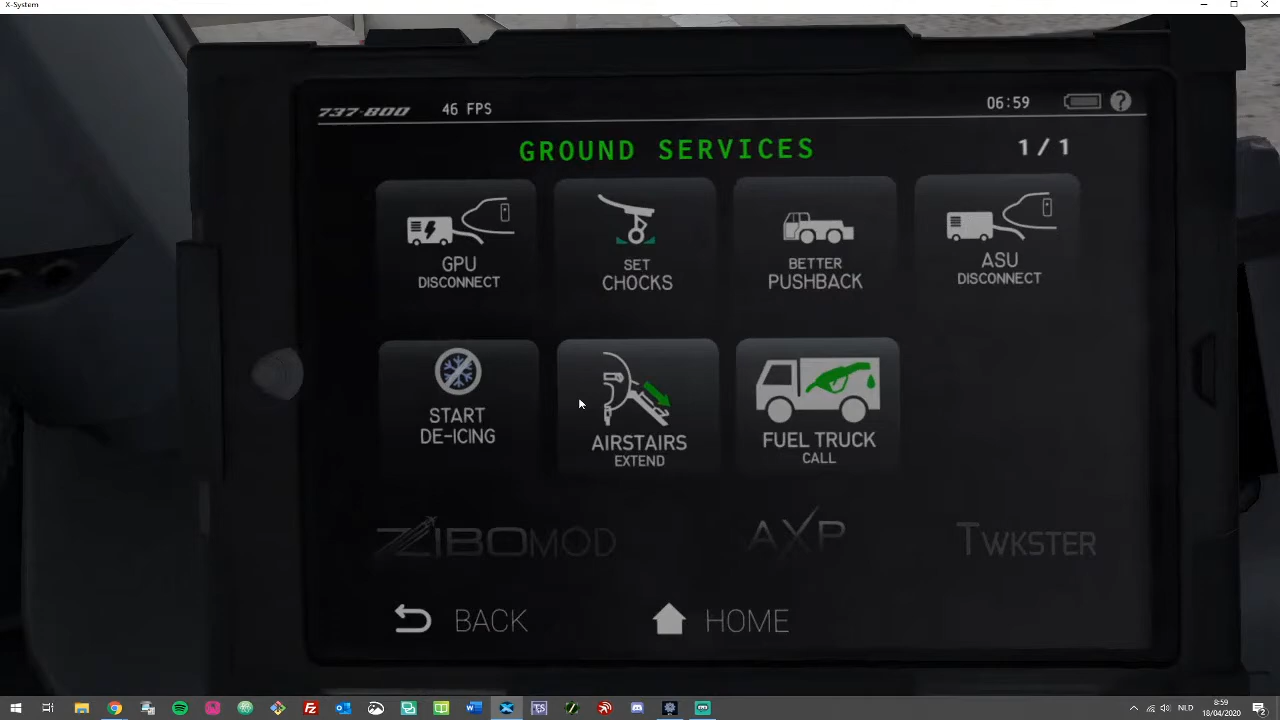 X-System
737-800 46 FPS 06:59
GROUND SERVICES 1 / 1
GPU
DISCONNECT
SET
CHOCKS
BETTER
PUSHBACK
ASU
DISCONNECT
START
DE-ICING
AIRSTAIRS
EXTEND
FUEL TRUCK
CALL
ZIBOMOD AXP TWKSTER
BACK HOME
NLD
8:59
18/04/2020